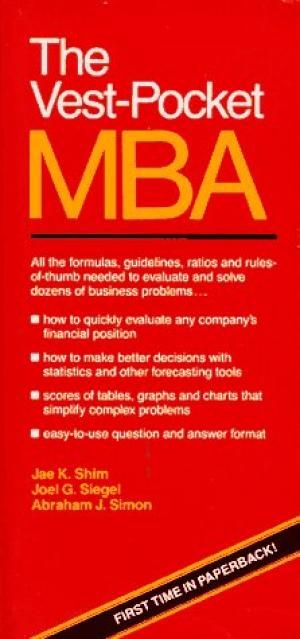 The
Vest-Pocket
MBA
All the formulas, guidelines, ratios and rules-
of-thumb needed to evaluate and solve
dozens of business problems...
■ how to quickly evaluate any company's
financial position
■ how to make better decisions with
statistics and other forecasting tools
■ scores of tables, graphs and charts that
simplify complex problems
■ easy-to-use question and answer format
Jae K. Shim
Joel G. Siegel
Abraham J. Simon
FIRST TIME IN PAPERBACK!